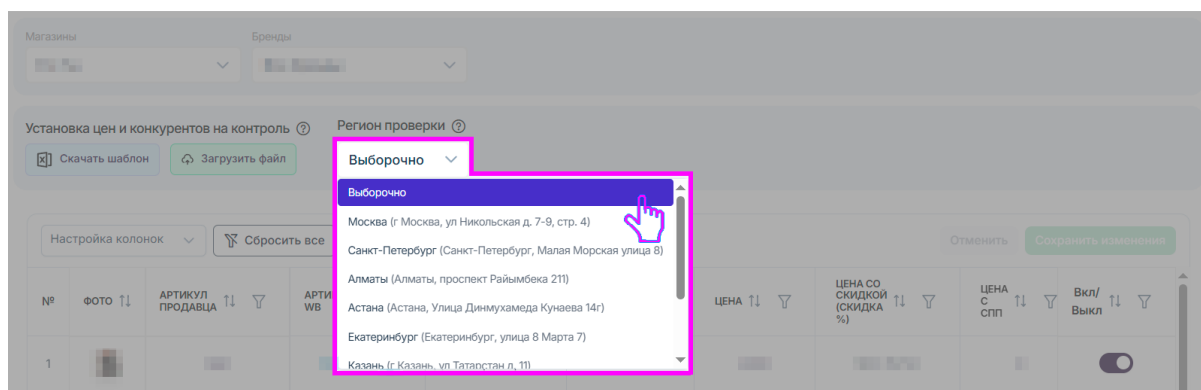 Магазины
Бренды
Установка цен и конкурентов на контроль
Регион проверки
Скачать шаблон
Загрузить файл
Выборочно
Выборочно
Москва (г Москва, ул Никольская д. 7-9, стр. 4)
Санкт-Петербург (Санкт-Петербург, Малая Морская улица 8)
Алматы (Алматы, проспект Райымбека 211)
Астана (Астана, Улица Динмухамеда Кунаева 14г)
Екатеринбург (Екатеринбург, улица 8 Марта 7)
Казань (г Казань, ул Татарстан д. 11)
Настройка колонок
Сбросить все
Отменить
Сохранить изменения
№
ФОТО
АРТИКУЛ
ПРОДАВЦА
АРТИ
WB
ЦЕНА
ЦЕНА СО
СКИДКОЙ
(СКИДКА
%)
ЦЕНА
С
СПП
Вкл/
Выкл
1